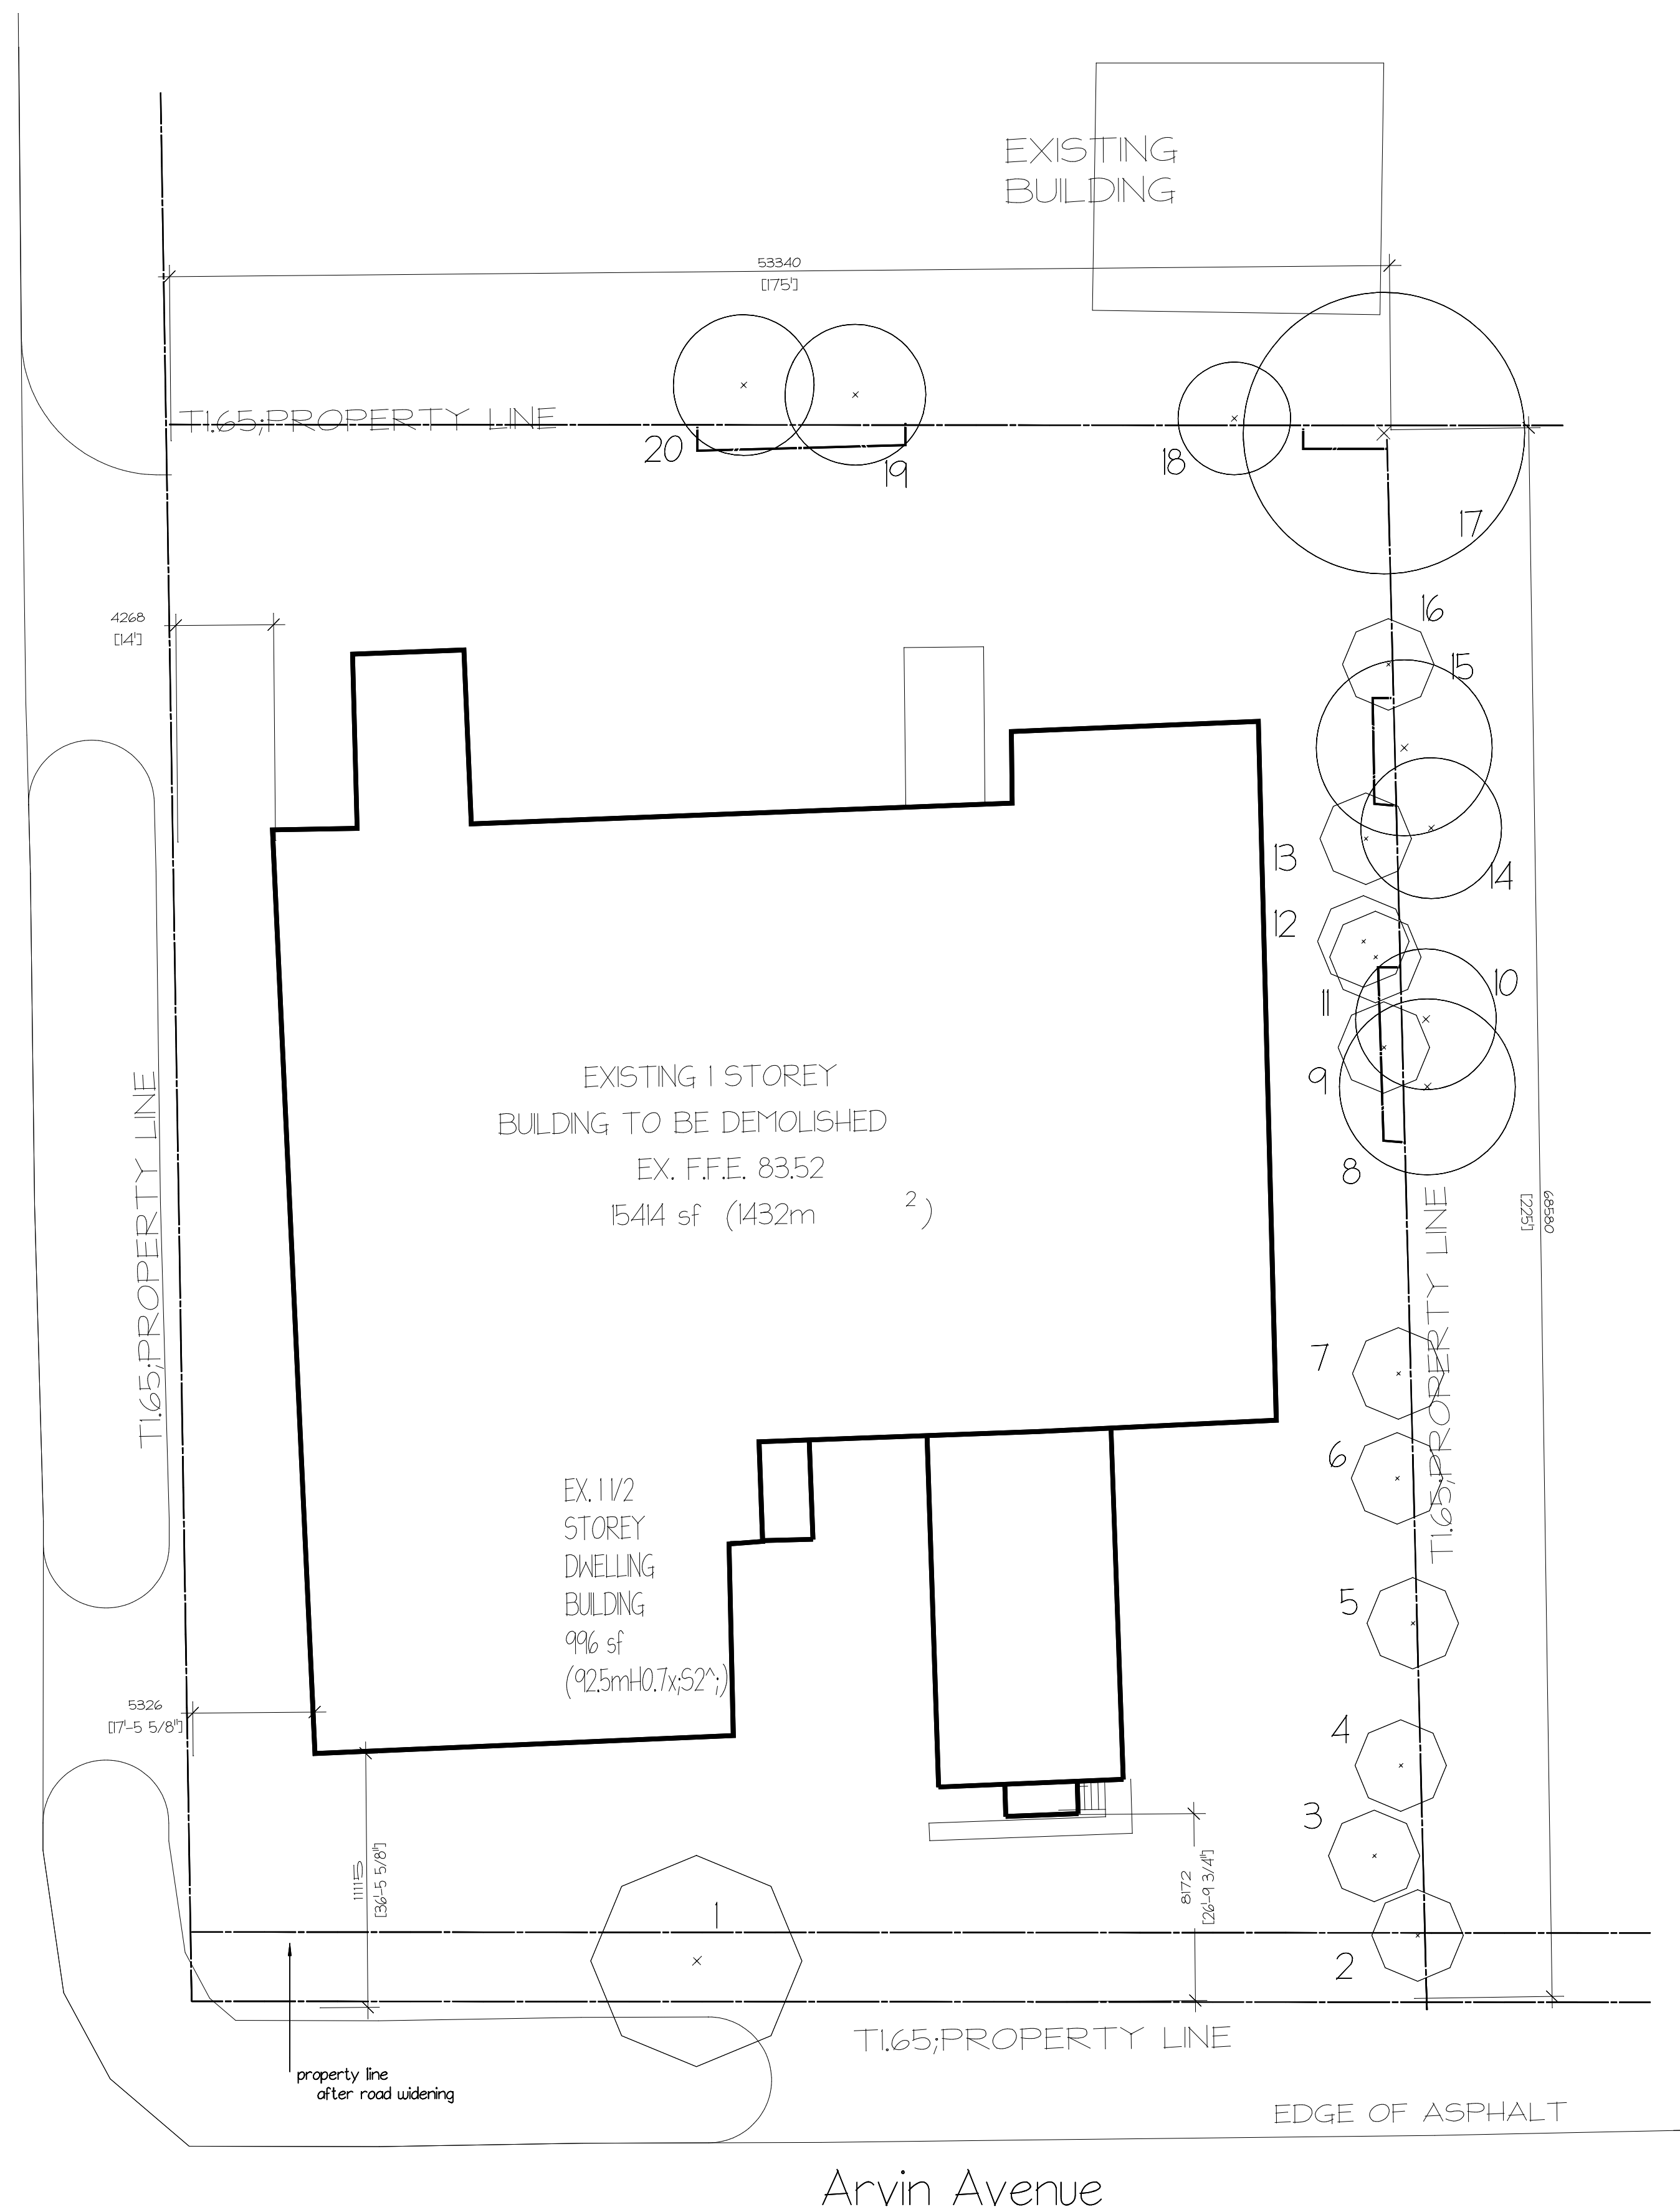 EXISTING
BUILDING
53340
[175']
T1.65;PROPERTY LINE
20
19
18
17
4268
[14']
16
15
13
14
12
10
11
9
8
EXISTING 1 STOREY
BUILDING TO BE DEMOLISHED
EX. F.F.E. 83.52
15414 sf (1432m 2)
T1.65;PROPERTY LINE
68580
[225']
T1.65;PROPERTY LINE
7
6
EX. 1 1/2
STOREY
DWELLING
BUILDING
996 sf
(92.5mH0.7x;S2^;)
5
5326
[17'-5 5/8"]
4
3
11115
[36'-5 5/8"]
8172
[26'-9 3/4"]
1
2
T1.65;PROPERTY LINE
property line
after road widening
EDGE OF ASPHALT
Arvin Avenue